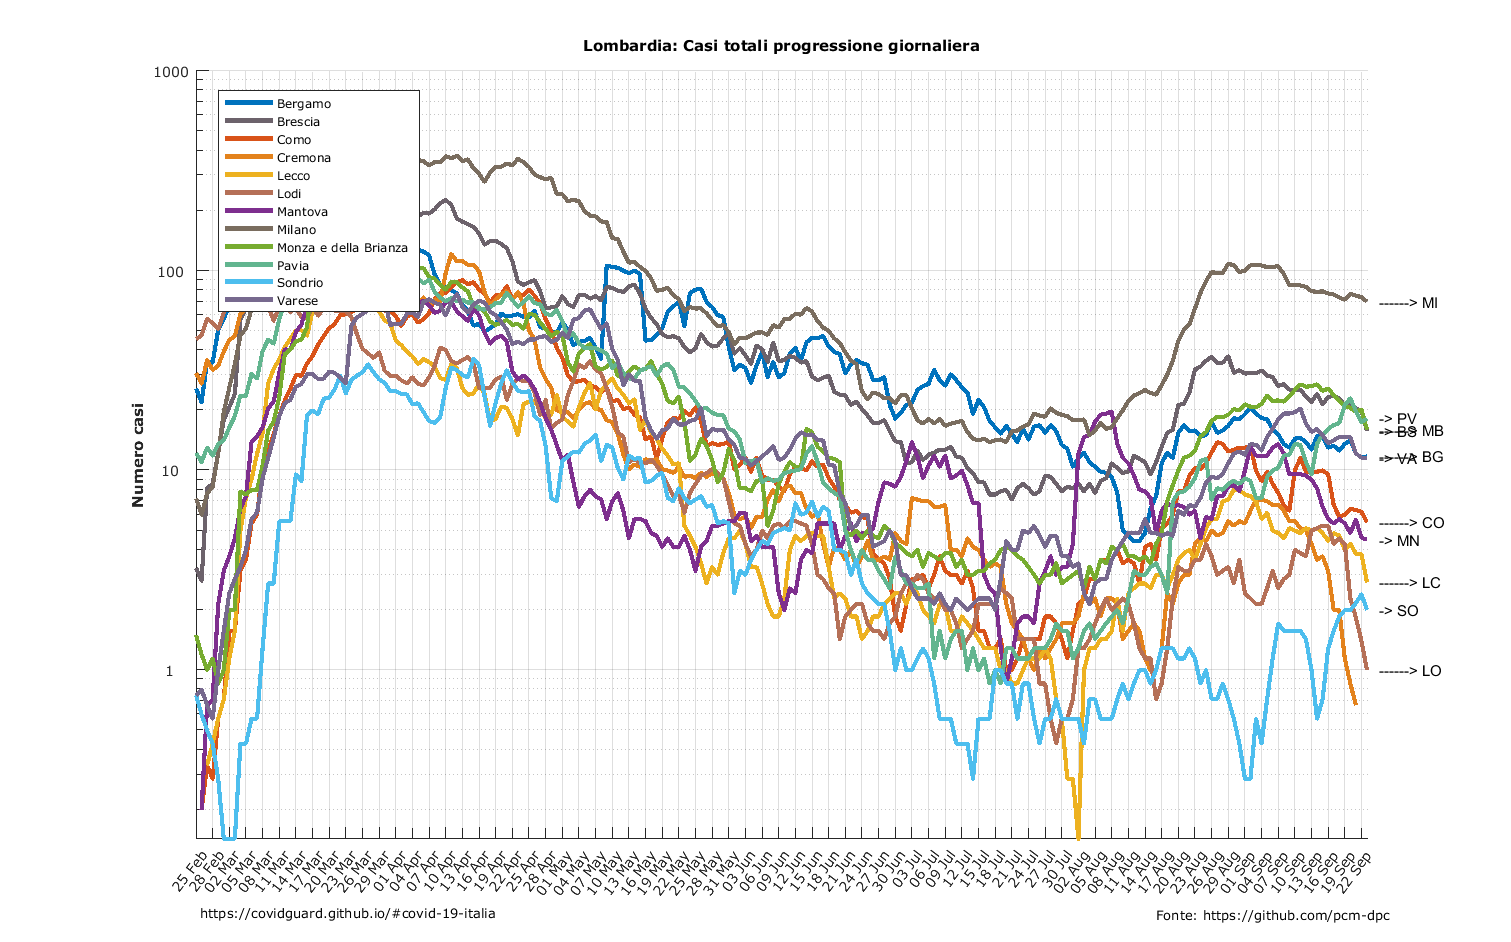 Lombardia: Casi totali progressione giornaliera
1000
100
10
1
Numero casi
Bergamo
Brescia
Como
Cremona
Lecco
Lodi
Mantova
Milano
Monza e della Brianza
Pavia
Sondrio
Varese
------> MI
-> PV
-> BS
------> MB
-> VA
------> BG
------> CO
-> MN
------> LC
-> SO
------> LO
25 Feb
28 Feb
02 Mar
05 Mar
08 Mar
11 Mar
14 Mar
17 Mar
20 Mar
23 Mar
26 Mar
29 Mar
01 Apr
04 Apr
07 Apr
10 Apr
13 Apr
16 Apr
19 Apr
22 Apr
25 Apr
28 Apr
01 May
04 May
07 May
10 May
13 May
16 May
19 May
22 May
25 May
28 May
31 May
03 Jun
06 Jun
09 Jun
12 Jun
15 Jun
18 Jun
21 Jun
24 Jun
27 Jun
30 Jun
03 Jul
06 Jul
09 Jul
12 Jul
15 Jul
18 Jul
21 Jul
24 Jul
27 Jul
30 Jul
02 Aug
05 Aug
08 Aug
11 Aug
14 Aug
17 Aug
20 Aug
23 Aug
26 Aug
29 Aug
01 Sep
04 Sep
07 Sep
10 Sep
13 Sep
16 Sep
19 Sep
22 Sep
https://covidguard.github.io/#covid-19-italia
Fonte: https://github.com/pcm-dpc